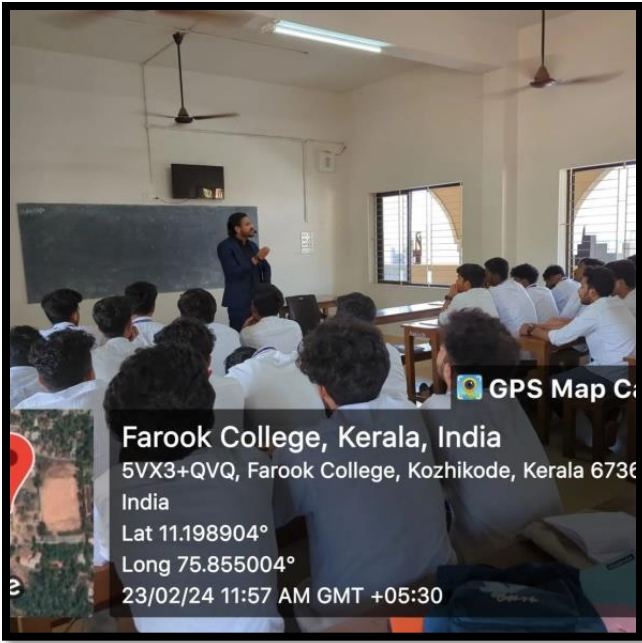 GPS Map Ca
Farook College, Kerala, India
5VX3+QVQ, Farook College, Kozhikode, Kerala 6736
India
Lat 11.198904°
Long 75.855004°
23/02/24 11:57 AM GMT +05:30